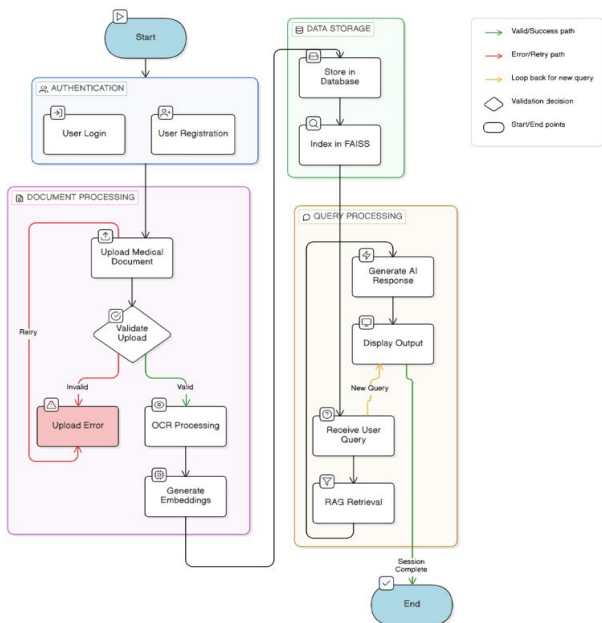 Start
AUTHENTICATION
User Login
User Registration
DOCUMENT PROCESSING
Upload Medical
Document
Validate
Upload
Retry
Invalid
Valid
Upload Error
OCR Processing
Generate
Embeddings
DATA STORAGE
Store in
Database
Index in FAISS
QUERY PROCESSING
Generate AI
Response
Display Output
New Query
Receive User
Query
RAG Retrieval
Session
Complete
End
Valid/Success path
Error/Retry path
Loop back for new query
Validation decision
Start/End points